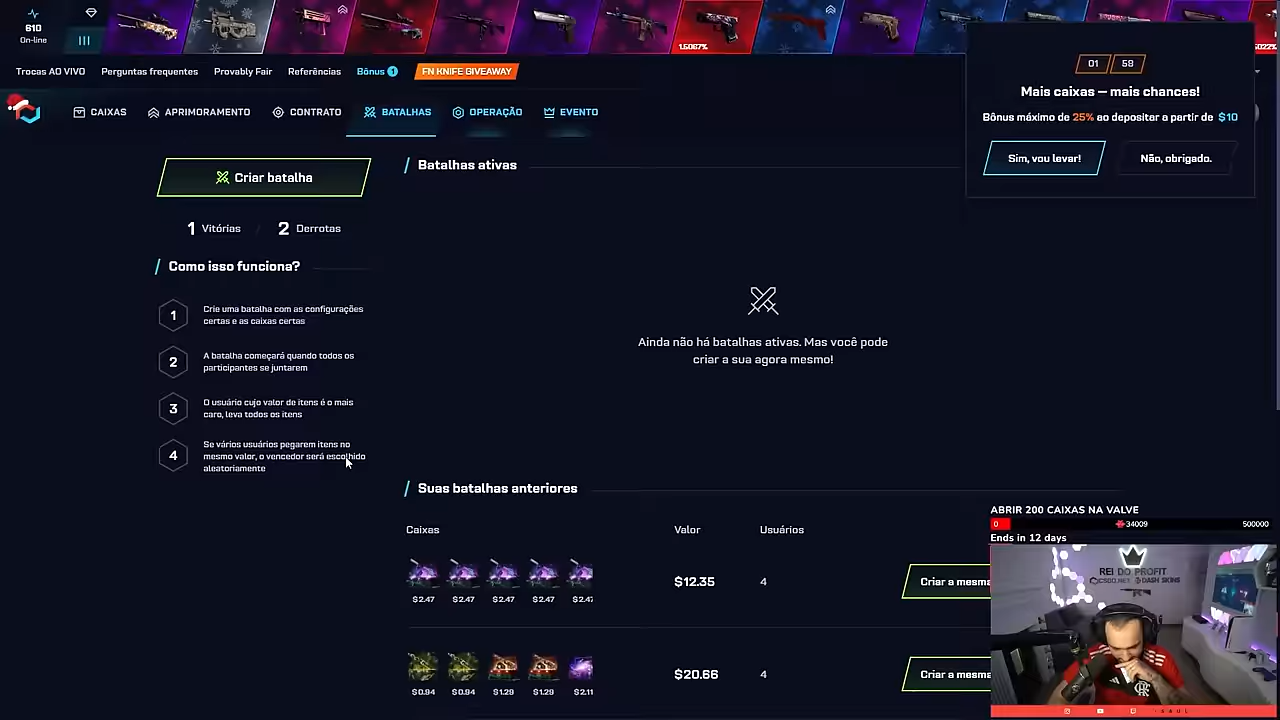 610
On-line
1.5067%
Trocas AO VIVO
Perguntas frequentes
Provably Fair
Referências
Bônus 1
FN KNIFE GIVEAWAY
CAIXAS
APRIMORAMENTO
CONTRATO
BATALHAS
OPERAÇÃO
EVENTO
01 58
Mais caixas — mais chances!
Bônus máximo de 25% ao depositar a partir de $10
Sim, vou levar!
Não, obrigado.
Criar batalha
1 Vitórias / 2 Derrotas
Como isso funciona?
1
Crie uma batalha com as configurações
certas e as caixas certas
2
A batalha começará quando todos os
participantes se juntarem
3
O usuário cujo valor de itens é o mais
caro, leva todos os itens
4
Se vários usuários pegarem itens no
mesmo valor, o vencedor será escolhido
aleatoriamente
Batalhas ativas
Ainda não há batalhas ativas. Mas você pode
criar a sua agora mesmo!
Suas batalhas anteriores
Caixas
Valor
Usuários
$2.47 $2.47 $2.47 $2.47 $2.47
$12.35
4
Criar a mesma
$0.94 $0.94 $1.29 $1.29 $2.11
$20.66
4
Criar a mesma
ABRIR 200 CAIXAS NA VALVE
0 34009 500000
Ends in 12 days
REI DO PROFIT
CSGO.NET DASH SKINS
SAUL